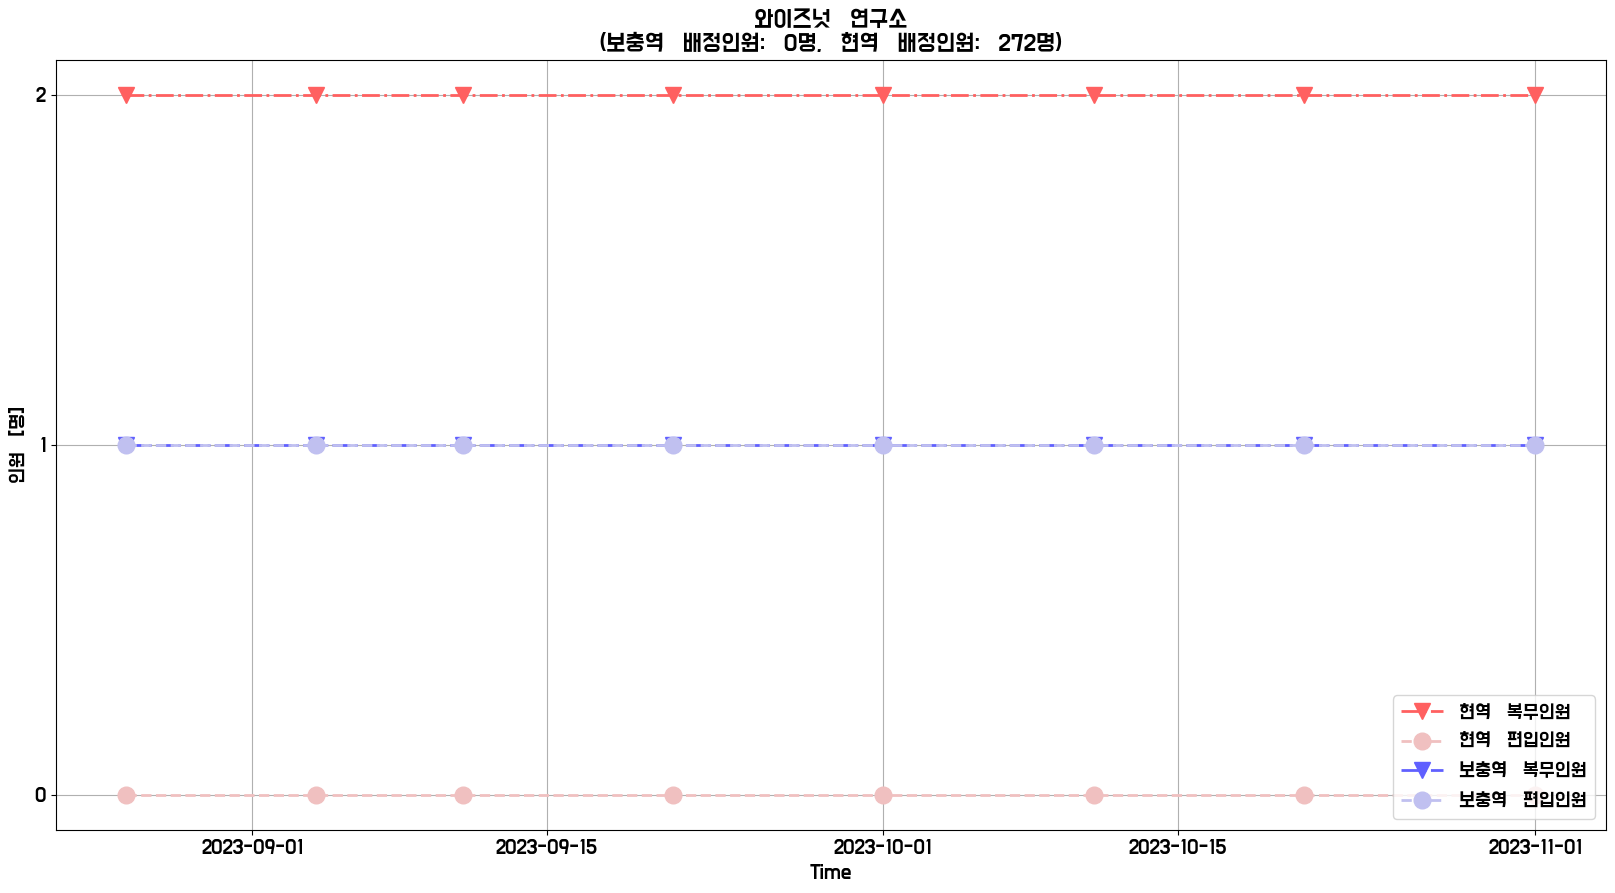 와이즈넛 연구소
(보충역 배정인원: 0명, 현역 배정인원: 272명)
2
1
0
인원 [명]
2023-09-01
2023-09-15
2023-10-01
2023-10-15
2023-11-01
Time
현역 복무인원
현역 편입인원
보충역 복무인원
보충역 편입인원